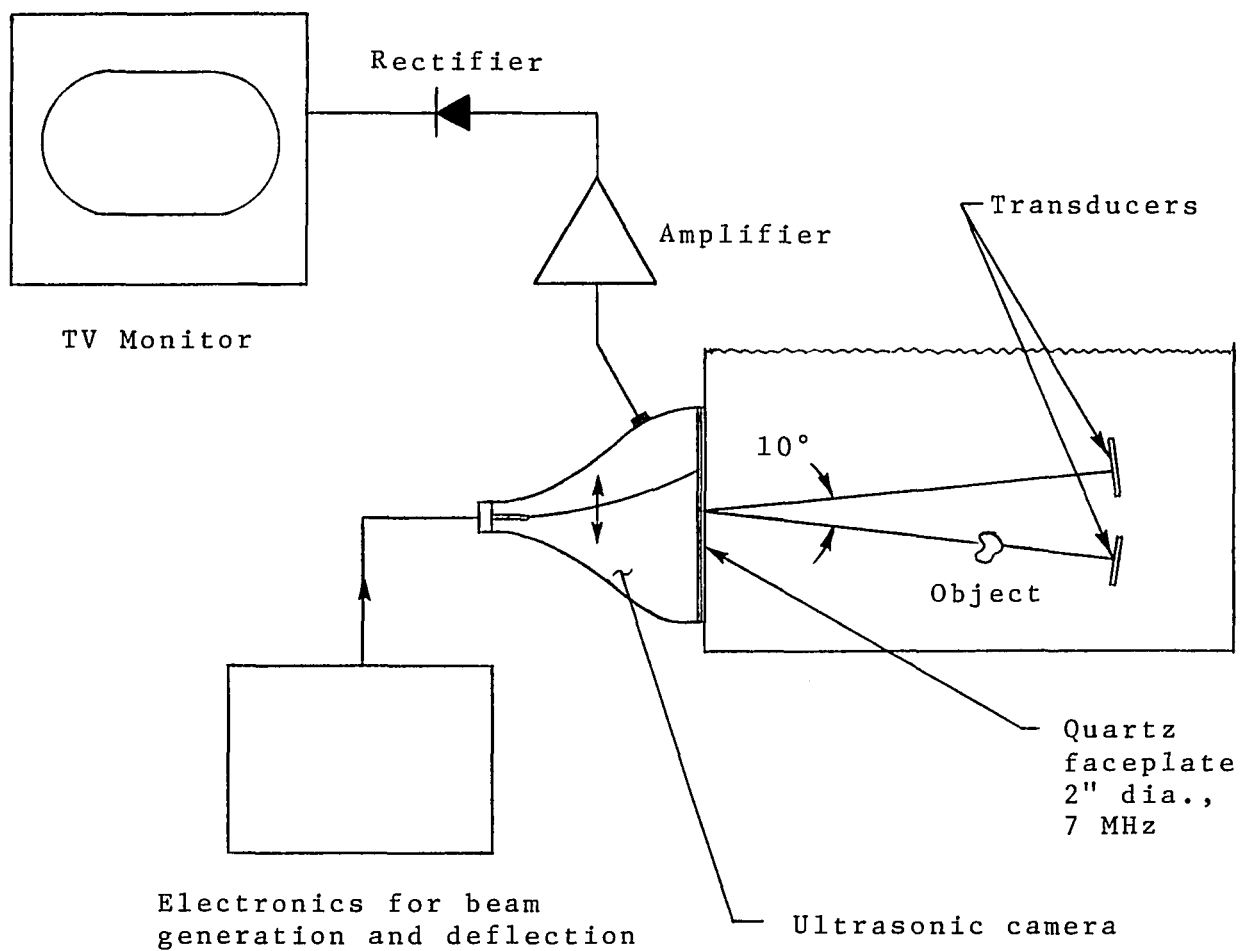 Rectifier
Transducers
Amplifier
TV Monitor
10°
Object
Quartz
faceplate
2" dia.,
7 MHz
Electronics for beam
generation and deflection
Ultrasonic camera